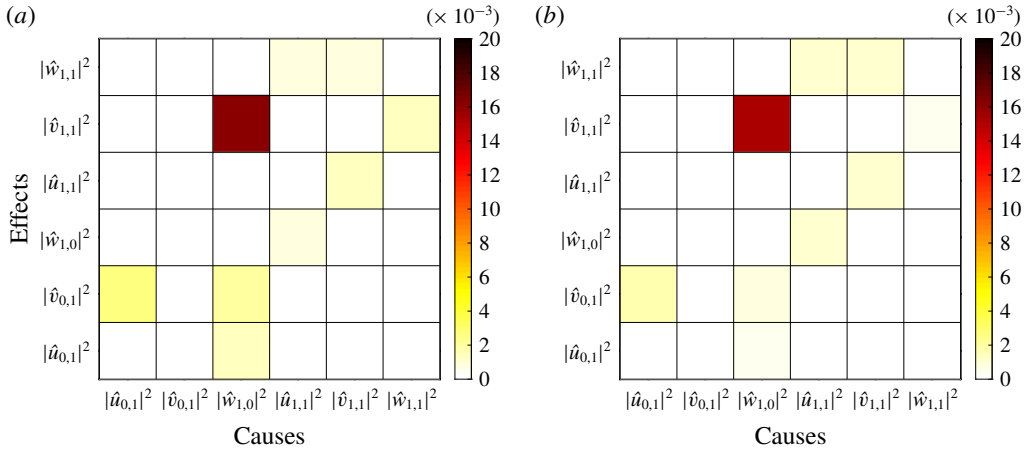 (a) (× 10⁻³) (b) (× 10⁻³)
|ŵ₁,₁|² 20 |ŵ₁,₁|² 20
18 18
|v̂₁,₁|² 16 |v̂₁,₁|² 16
14 14
|û₁,₁|² 12 |û₁,₁|² 12
Effects 10 10
|ŵ₁,₀|² 8 |ŵ₁,₀|² 8
6 6
|v̂₀,₁|² 4 |v̂₀,₁|² 4
|û₀,₁|² 2 |û₀,₁|² 2
0 0
|û₀,₁|² |v̂₀,₁|² |ŵ₁,₀|² |û₁,₁|² |v̂₁,₁|² |ŵ₁,₁|² |û₀,₁|² |v̂₀,₁|² |ŵ₁,₀|² |û₁,₁|² |v̂₁,₁|² |ŵ₁,₁|²
Causes Causes